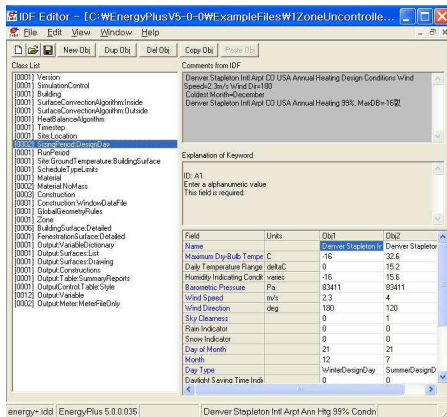 IDF Editor - [C:￦EnergyPlusV5-0-0￦ExampleFiles￦1ZoneUncontrolle...
File Edit View Window Help
New Obj Dup Obj Del Obj Copy Obj Paste Obj
Class List
[0001] Version
[0001] SimulationControl
[0001] Building
[0001] SurfaceConvectionAlgorithm:Inside
[0001] SurfaceConvectionAlgorithm:Outside
[0001] HeatBalanceAlgorithm
[0001] Timestep
[0001] Site:Location
[0002] SizingPeriod:DesignDay
[0001] RunPeriod
[0001] Site:GroundTemperature:BuildingSurface
[0001] ScheduleTypeLimits
[0001] Material
[0002] Material:NoMass
[0003] Construction
[0001] Construction:WindowDataFile
[0001] GlobalGeometryRules
[0001] Zone
[0006] BuildingSurface:Detailed
[0001] FenestrationSurface:Detailed
[0001] Output:VariableDictionary
[0001] Output:Surfaces:List
[0001] Output:Surfaces:Drawing
[0001] Output:Constructions
[0001] Output:Table:SummaryReports
[0001] OutputControl:Table:Style
[0012] Output:Variable
[0002] Output:Meter:MeterFileOnly
Comments from IDF
Denver Stapleton Intl Arpt CO USA Annual Heating Design Conditions Wind
Speed=2.3m/s Wind Dir=180
Coldest Month=December
Denver Stapleton Intl Arpt CO USA Annual Heating 99%, MaxDB=-16
Explanation of Keyword
ID: A1
Enter a alphanumeric value
This field is required.
Field Units Obj1 Obj2
Name Denver Stapleton In Denver Stapleton
Maximum Dry-Bulb Tempe C -16 32.6
Daily Temperature Range deltaC 0 15.2
Humidity Indicating Condit varies -16 15.6
Barometric Pressure Pa 83411 83411
Wind Speed m/s 2.3 4
Wind Direction deg 180 120
Sky Clearness 0 1
Rain Indicator 0 0
Snow Indicator 0 0
Day of Month 21 21
Month 12 7
Day Type WinterDesignDay SummerDesignD
Daylight Saving Time Indi 0 0
energy+.idd EnergyPlus 5.0.0.035 Denver Stapleton Intl Arpt Ann Htg 99% Condn